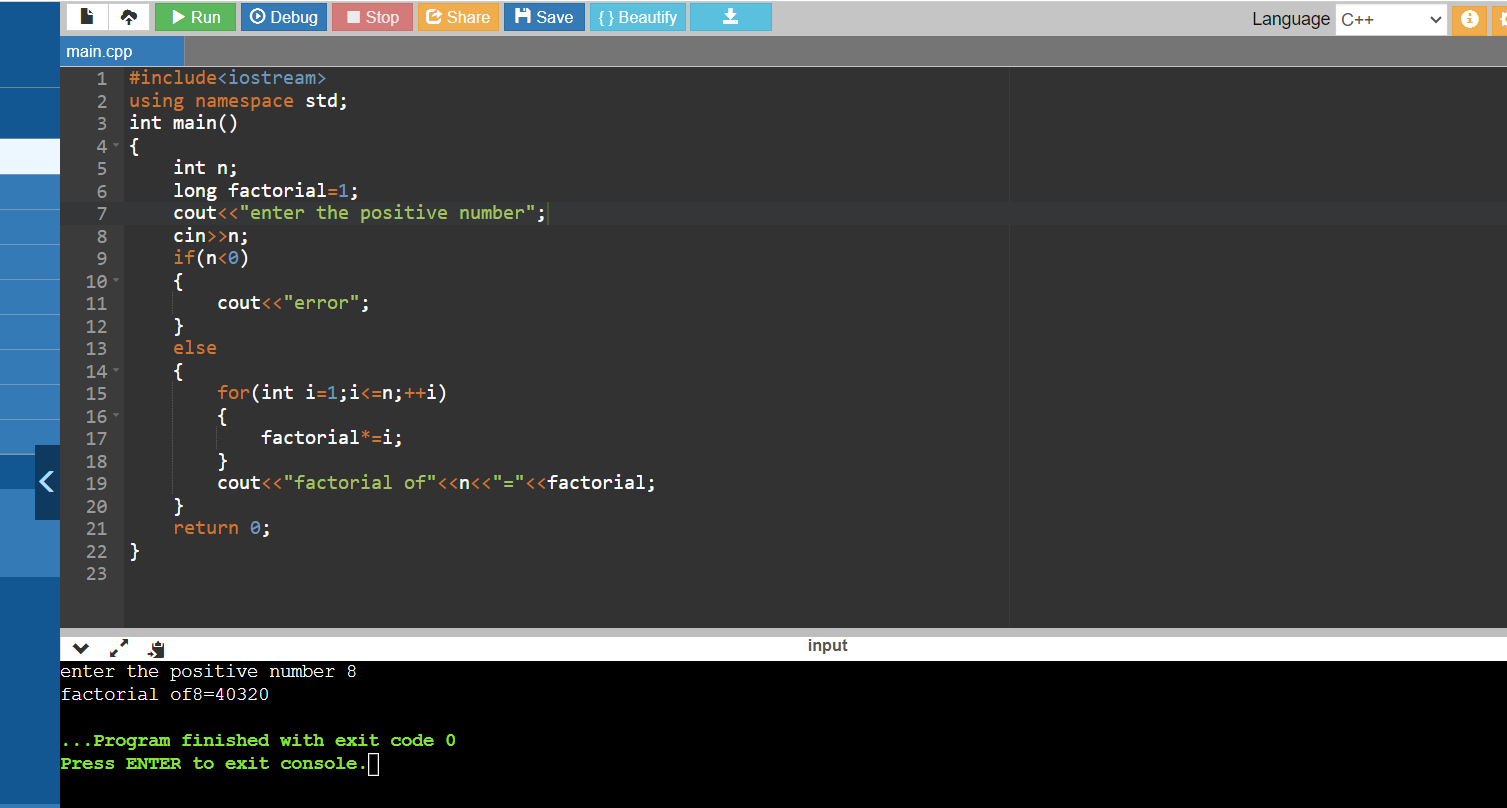 Run Debug Stop Share Save { } Beautify Language C++
main.cpp
1 #include<iostream>
2 using namespace std;
3 int main()
4 {
5     int n;
6     long factorial=1;
7     cout<<"enter the positive number";
8     cin>>n;
9     if(n<0)
10     {
11         cout<<"error";
12     }
13     else
14     {
15         for(int i=1;i<=n;++i)
16         {
17             factorial*=i;
18         }
19         cout<<"factorial of"<<n<<"="<<factorial;
20     }
21     return 0;
22 }
23
input
enter the positive number 8
factorial of8=40320
...Program finished with exit code 0
Press ENTER to exit console.